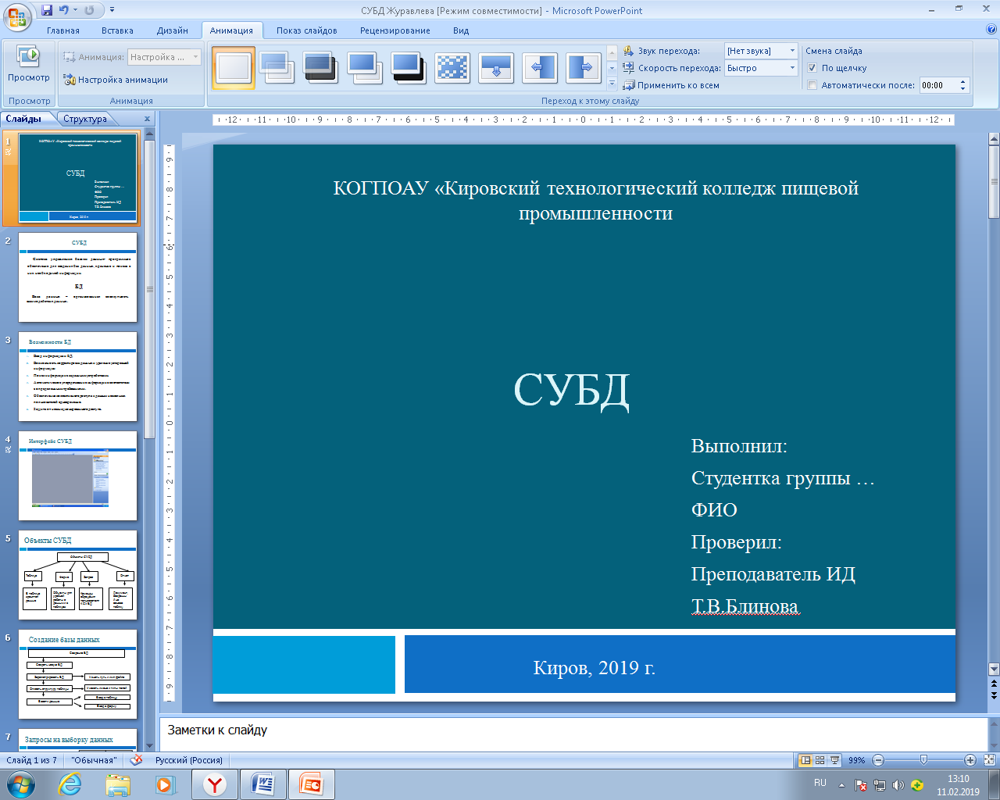 СУБД Журавлева [Режим совместимости] - Microsoft PowerPoint
Главная Вставка Дизайн Анимация Показ слайдов Рецензирование Вид
Просмотр
Просмотр
Анимация: Настройка ...
Настройка анимации
Анимация
Звук перехода: [Нет звука]
Скорость перехода: Быстро
Применить ко всем
Переход к этому слайду
Смена слайда
По щелчку
Автоматически после: 00:00
Слайды Структура
1
КОГПОАУ «Кировский технологический колледж пищевой
промышленности
СУБД
Выполнил:
Студентка группы …
ФИО
Проверил:
Преподаватель ИД
Т.В.Блинова
Киров, 2019 г.
2
СУБД
БД
3
Возможности БД
4
Интерфейс СУБД
5
Объекты СУБД
Объекты СУБД
Таблица Форма Запрос Отчет
6
Создание базы данных
Создание БД
7
Запросы на выборку данных
КОГПОАУ «Кировский технологический колледж пищевой
промышленности
СУБД
Выполнил:
Студентка группы …
ФИО
Проверил:
Преподаватель ИД
Т.В.Блинова
Киров, 2019 г.
Заметки к слайду
Слайд 1 из 7 "Обычная" Русский (Россия) 99%
RU 13:10
11.02.2019